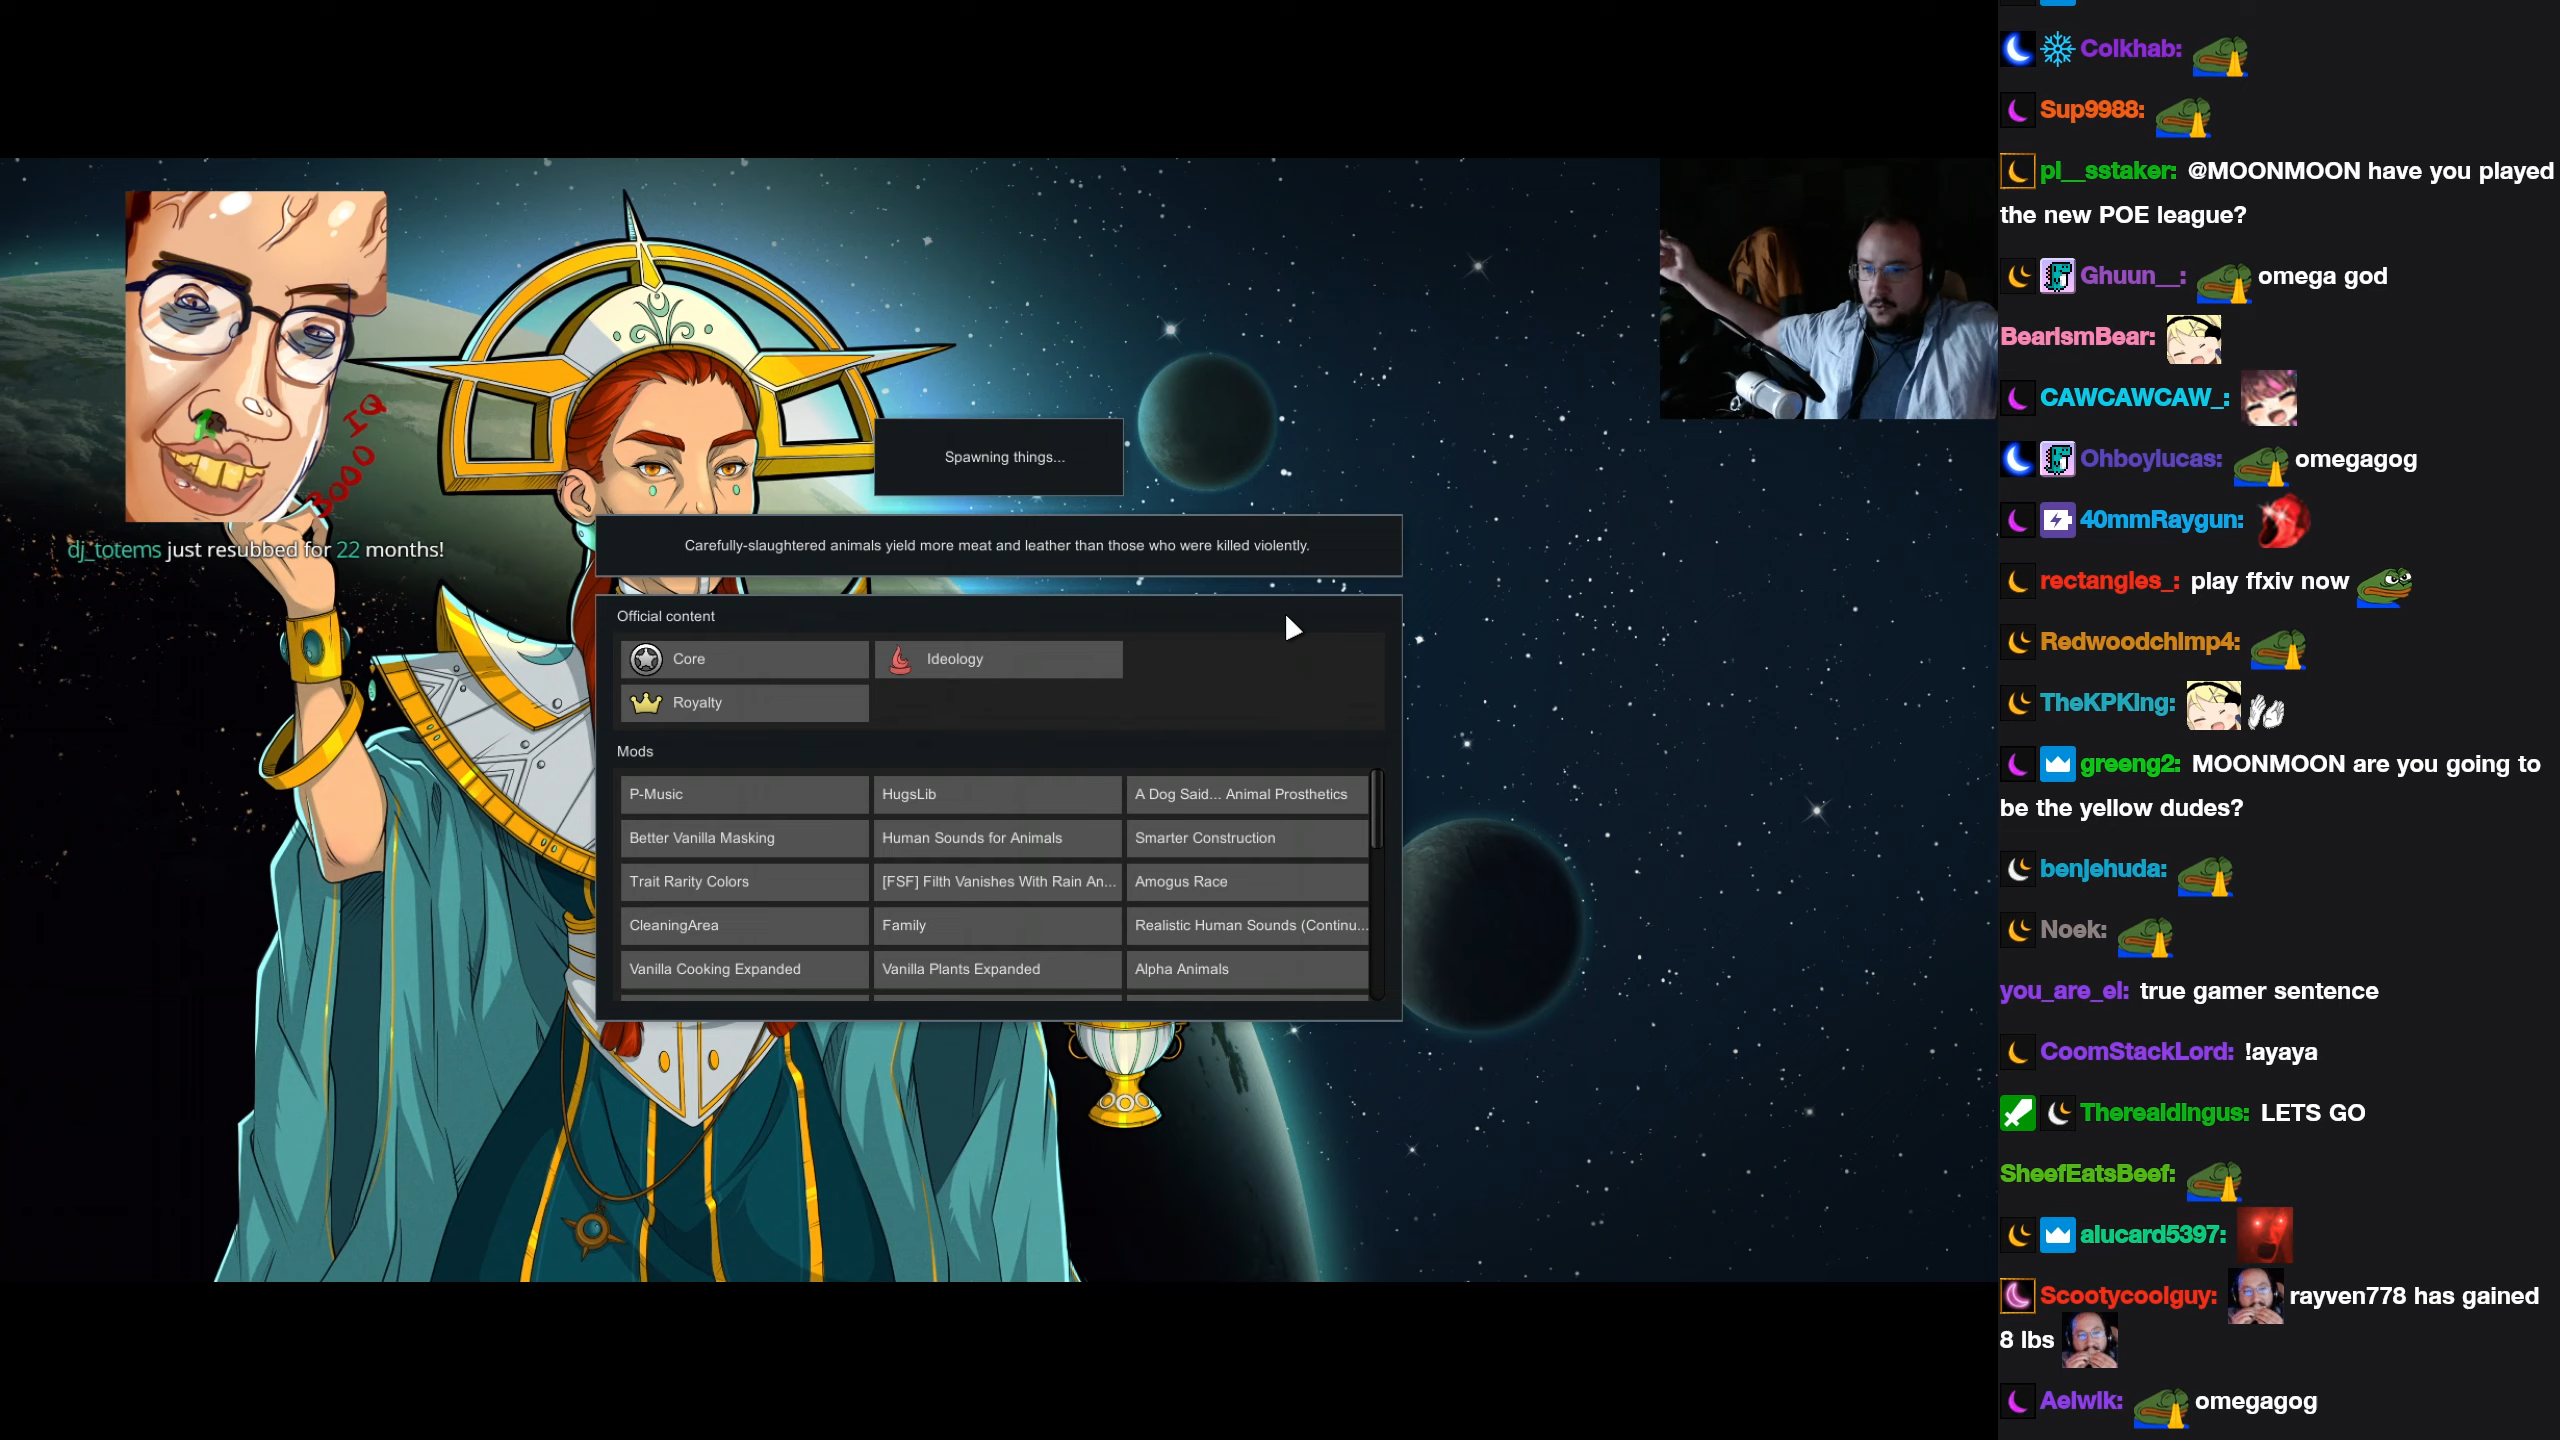 3000 IQ
dj_totems just resubbed for 22 months!
Spawning things...
Carefully-slaughtered animals yield more meat and leather than those who were killed violently.
Official content
Core
Ideology
Royalty
Mods
P-Music
HugsLib
A Dog Said... Animal Prosthetics
Better Vanilla Masking
Human Sounds for Animals
Smarter Construction
Trait Rarity Colors
[FSF] Filth Vanishes With Rain An...
Amogus Race
CleaningArea
Family
Realistic Human Sounds (Continu...
Vanilla Cooking Expanded
Vanilla Plants Expanded
Alpha Animals
Colkhab:
Sup9988:
pl__sstaker: @MOONMOON have you played
the new POE league?
Ghuun__: omega god
BearIsmBear:
CAWCAWCAW_:
Ohboylucas: omegagog
40mmRaygun:
rectangles_: play ffxiv now
Redwoodchimp4:
TheKPKing:
greeng2: MOONMOON are you going to
be the yellow dudes?
benjehuda:
Noek:
you_are_el: true gamer sentence
CoomStackLord: !ayaya
Therealdingus: LETS GO
SheefEatsBeef:
alucard5397:
Scootycoolguy: rayven778 has gained
8 lbs
Aelwik: omegagog